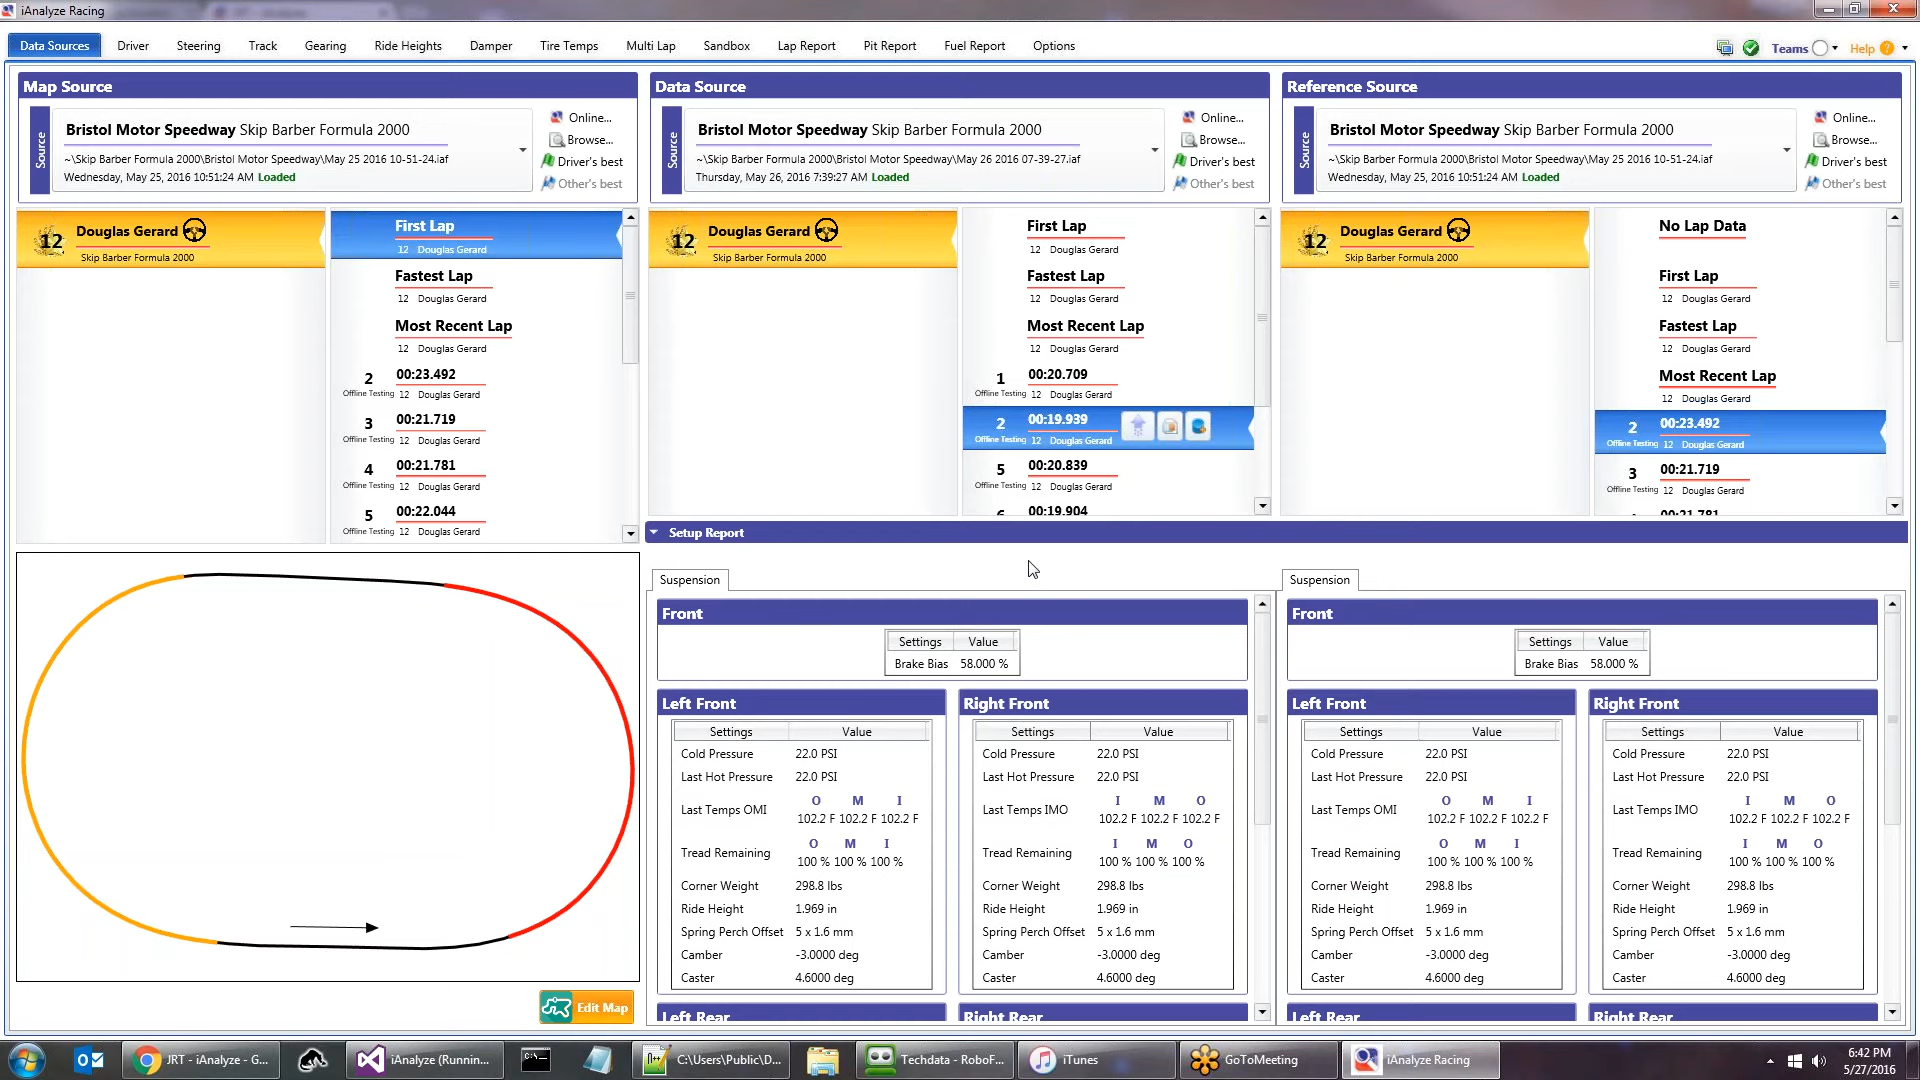 iAnalyze Racing
Data Sources Driver Steering Track Gearing Ride Heights Damper Tire Temps Multi Lap Sandbox Lap Report Pit Report Fuel Report Options Teams Help ?
Map Source
Source
Bristol Motor Speedway Skip Barber Formula 2000
~\Skip Barber Formula 2000\Bristol Motor Speedway\May 25 2016 10-51-24.iaf
Wednesday, May 25, 2016 10:51:24 AM Loaded
Online...
Browse...
Driver's best
Other's best
12 Douglas Gerard
Skip Barber Formula 2000
First Lap
12 Douglas Gerard
Fastest Lap
12 Douglas Gerard
Most Recent Lap
12 Douglas Gerard
2 00:23.492
Offline Testing 12 Douglas Gerard
3 00:21.719
Offline Testing 12 Douglas Gerard
4 00:21.781
Offline Testing 12 Douglas Gerard
5 00:22.044
Offline Testing 12 Douglas Gerard
Edit Map
Data Source
Source
Bristol Motor Speedway Skip Barber Formula 2000
~\Skip Barber Formula 2000\Bristol Motor Speedway\May 26 2016 07-39-27.iaf
Thursday, May 26, 2016 7:39:27 AM Loaded
Online...
Browse...
Driver's best
Other's best
12 Douglas Gerard
Skip Barber Formula 2000
First Lap
12 Douglas Gerard
Fastest Lap
12 Douglas Gerard
Most Recent Lap
12 Douglas Gerard
1 00:20.709
Offline Testing 12 Douglas Gerard
2 00:19.939
Offline Testing 12 Douglas Gerard
5 00:20.839
Offline Testing 12 Douglas Gerard
6 00:19.904
Reference Source
Source
Bristol Motor Speedway Skip Barber Formula 2000
~\Skip Barber Formula 2000\Bristol Motor Speedway\May 25 2016 10-51-24.iaf
Wednesday, May 25, 2016 10:51:24 AM Loaded
Online...
Browse...
Driver's best
Other's best
12 Douglas Gerard
Skip Barber Formula 2000
No Lap Data
First Lap
12 Douglas Gerard
Fastest Lap
12 Douglas Gerard
Most Recent Lap
12 Douglas Gerard
2 00:23.492
Offline Testing 12 Douglas Gerard
3 00:21.719
Offline Testing 12 Douglas Gerard
00:21.781
Setup Report
Suspension
Front
Settings Value
Brake Bias 58.000 %
Left Front
Settings Value
Cold Pressure 22.0 PSI
Last Hot Pressure 22.0 PSI
O M I
Last Temps OMI 102.2 F 102.2 F 102.2 F
O M I
Tread Remaining 100 % 100 % 100 %
Corner Weight 298.8 lbs
Ride Height 1.969 in
Spring Perch Offset 5 x 1.6 mm
Camber -3.0000 deg
Caster 4.6000 deg
Left Rear
Right Front
Settings Value
Cold Pressure 22.0 PSI
Last Hot Pressure 22.0 PSI
I M O
Last Temps IMO 102.2 F 102.2 F 102.2 F
I M O
Tread Remaining 100 % 100 % 100 %
Corner Weight 298.8 lbs
Ride Height 1.969 in
Spring Perch Offset 5 x 1.6 mm
Camber -3.0000 deg
Caster 4.6000 deg
Right Rear
Suspension
Front
Settings Value
Brake Bias 58.000 %
Left Front
Settings Value
Cold Pressure 22.0 PSI
Last Hot Pressure 22.0 PSI
O M I
Last Temps OMI 102.2 F 102.2 F 102.2 F
O M I
Tread Remaining 100 % 100 % 100 %
Corner Weight 298.8 lbs
Ride Height 1.969 in
Spring Perch Offset 5 x 1.6 mm
Camber -3.0000 deg
Caster 4.6000 deg
Left Rear
Right Front
Settings Value
Cold Pressure 22.0 PSI
Last Hot Pressure 22.0 PSI
I M O
Last Temps IMO 102.2 F 102.2 F 102.2 F
I M O
Tread Remaining 100 % 100 % 100 %
Corner Weight 298.8 lbs
Ride Height 1.969 in
Spring Perch Offset 5 x 1.6 mm
Camber -3.0000 deg
Caster 4.6000 deg
Right Rear
JRT - iAnalyze - G... iAnalyze (Runnin... C:\Users\Public\D... Techdata - RoboF... iTunes GoToMeeting iAnalyze Racing
6:42 PM
5/27/2016